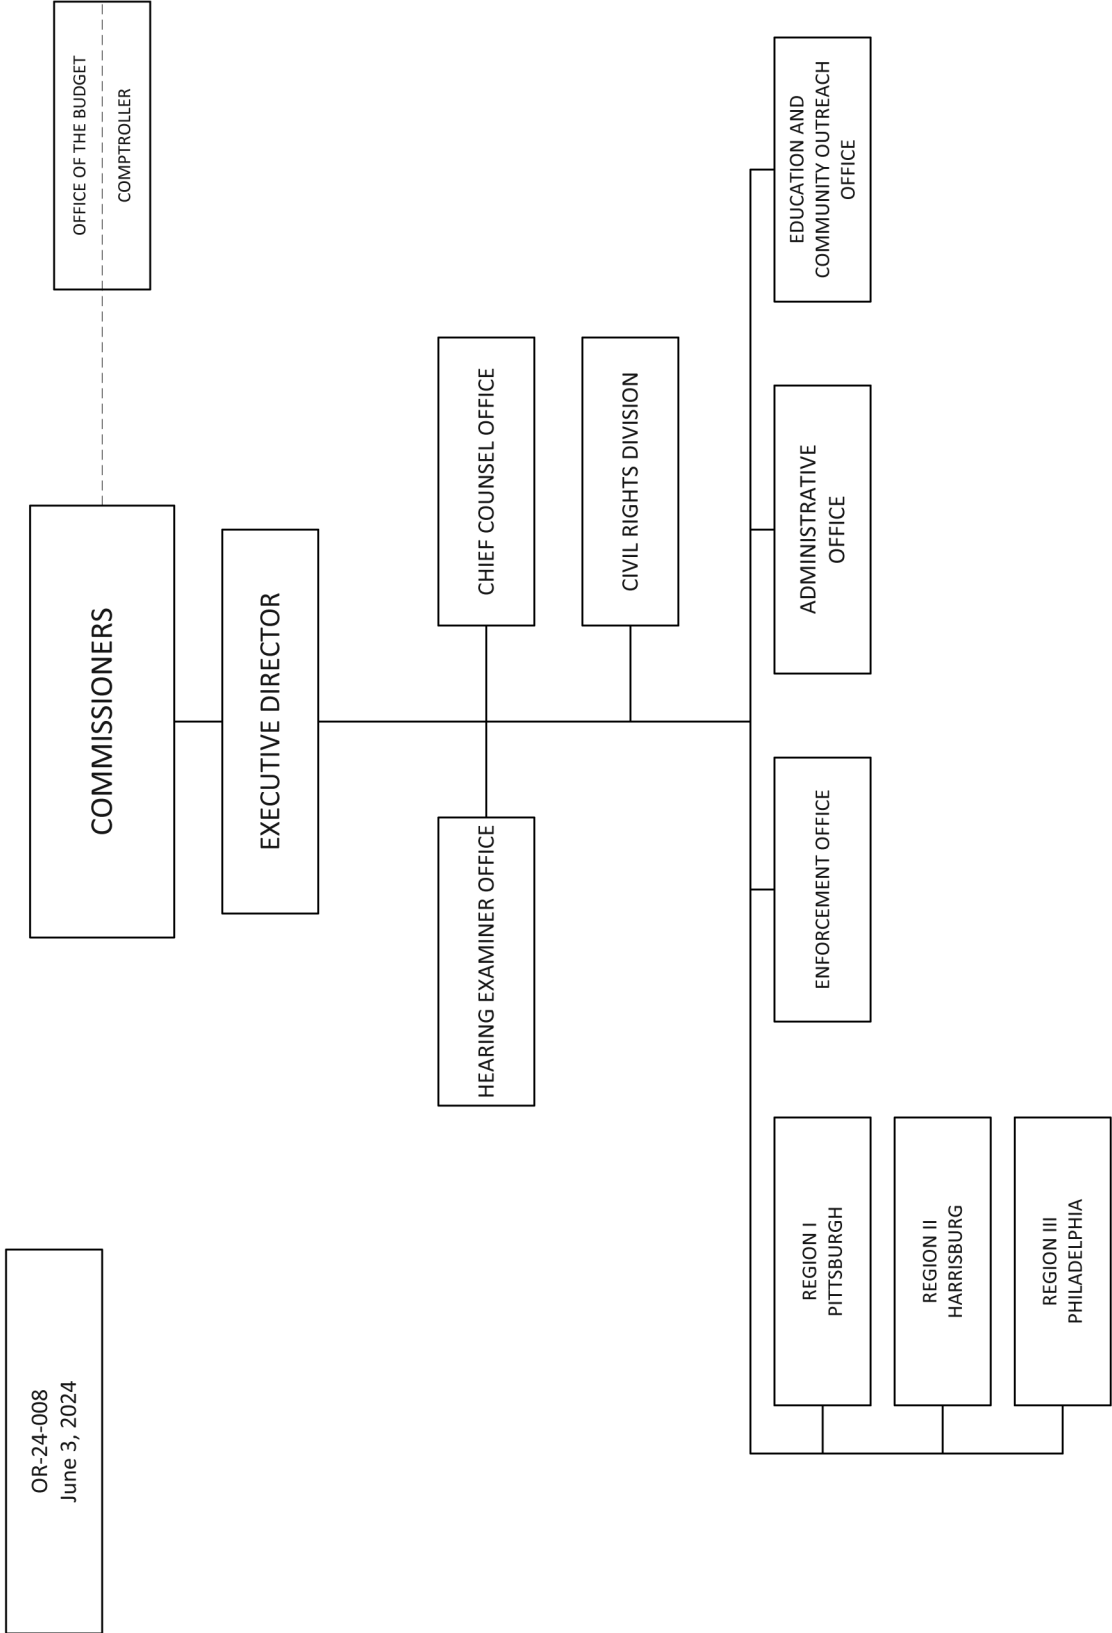 OR-24-008
June 3, 2024
COMMISSIONERS
OFFICE OF THE BUDGET
COMPTROLLER
EXECUTIVE DIRECTOR
HEARING EXAMINER OFFICE
CHIEF COUNSEL OFFICE
CIVIL RIGHTS DIVISION
REGION I
PITTSBURGH
REGION II
HARRISBURG
REGION III
PHILADELPHIA
ENFORCEMENT OFFICE
ADMINISTRATIVE
OFFICE
EDUCATION AND
COMMUNITY OUTREACH
OFFICE